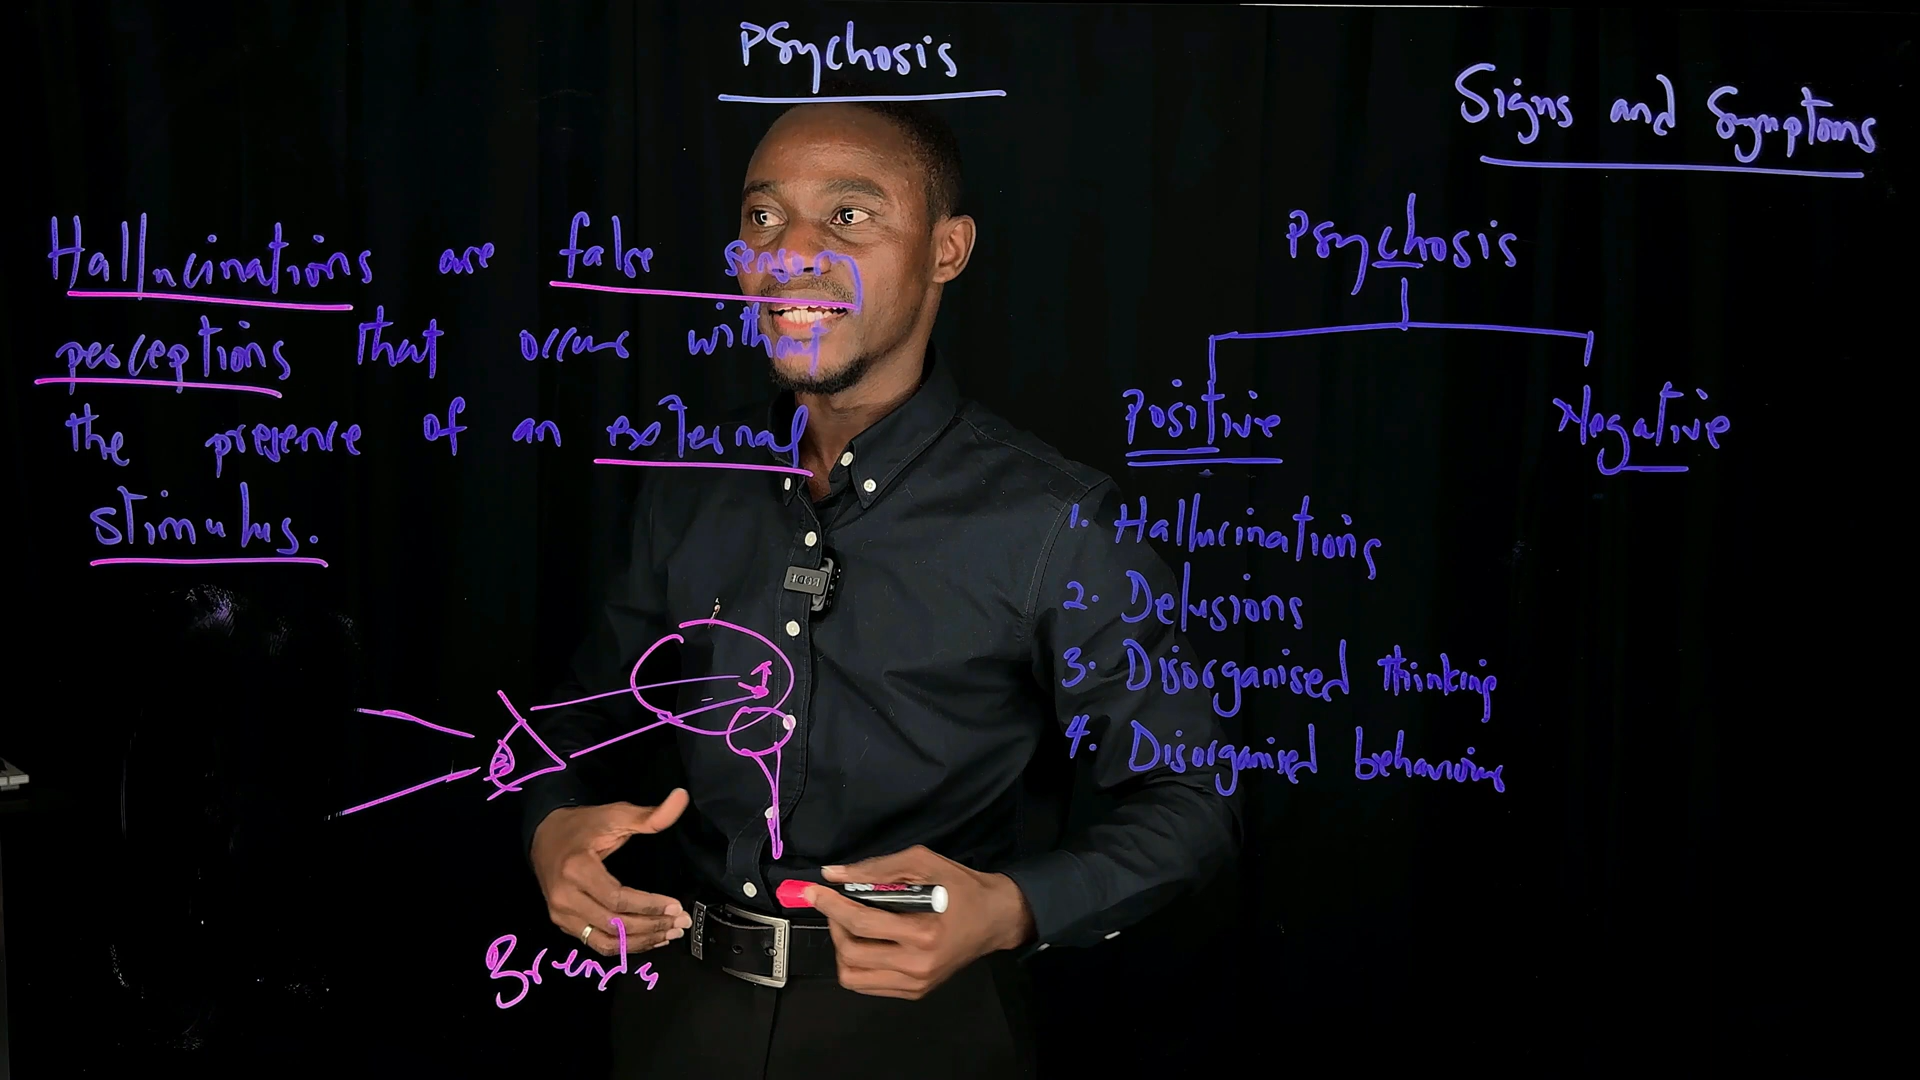 Psychosis
Signs and Symptoms
Hallucinations are false sensory
perceptions that occurs without
the presence of an external
stimulus.
Psychosis
Positive
Negative
1. Hallucinations
2. Delusions
3. Disorganised thinking
4. Disorganised behaviour
Brenda